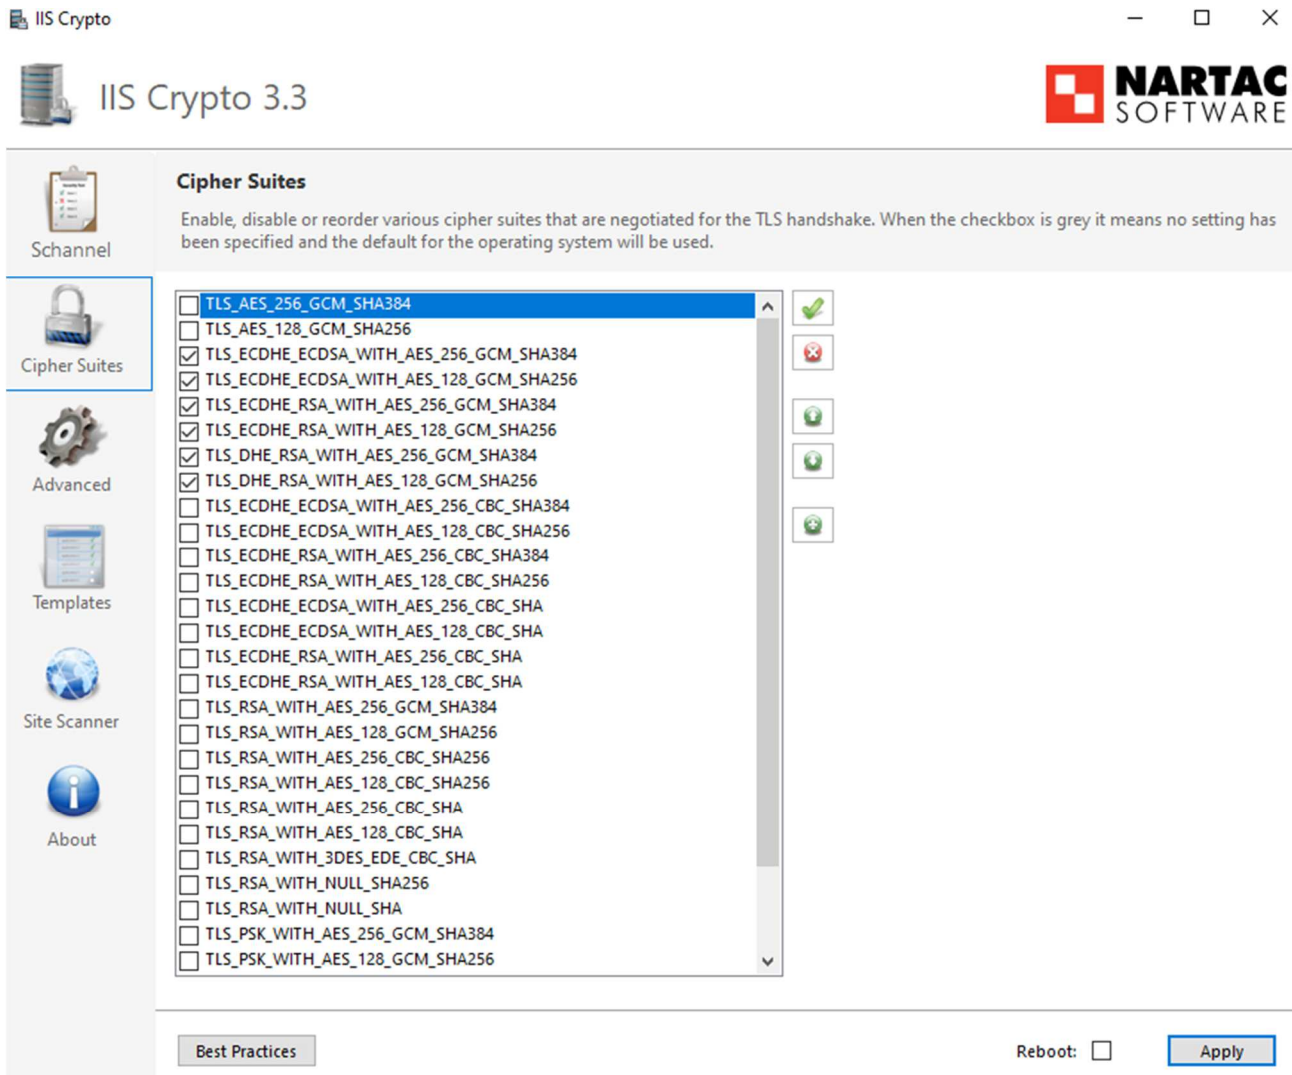 IIS Crypto
IIS Crypto 3.3
NARTAC
SOFTWARE
Schannel
Cipher Suites
Advanced
Templates
Site Scanner
About
Cipher Suites
Enable, disable or reorder various cipher suites that are negotiated for the TLS handshake. When the checkbox is grey it means no setting has
been specified and the default for the operating system will be used.
TLS_AES_256_GCM_SHA384
TLS_AES_128_GCM_SHA256
TLS_ECDHE_ECDSA_WITH_AES_256_GCM_SHA384
TLS_ECDHE_ECDSA_WITH_AES_128_GCM_SHA256
TLS_ECDHE_RSA_WITH_AES_256_GCM_SHA384
TLS_ECDHE_RSA_WITH_AES_128_GCM_SHA256
TLS_DHE_RSA_WITH_AES_256_GCM_SHA384
TLS_DHE_RSA_WITH_AES_128_GCM_SHA256
TLS_ECDHE_ECDSA_WITH_AES_256_CBC_SHA384
TLS_ECDHE_ECDSA_WITH_AES_128_CBC_SHA256
TLS_ECDHE_RSA_WITH_AES_256_CBC_SHA384
TLS_ECDHE_RSA_WITH_AES_128_CBC_SHA256
TLS_ECDHE_ECDSA_WITH_AES_256_CBC_SHA
TLS_ECDHE_ECDSA_WITH_AES_128_CBC_SHA
TLS_ECDHE_RSA_WITH_AES_256_CBC_SHA
TLS_ECDHE_RSA_WITH_AES_128_CBC_SHA
TLS_RSA_WITH_AES_256_GCM_SHA384
TLS_RSA_WITH_AES_128_GCM_SHA256
TLS_RSA_WITH_AES_256_CBC_SHA256
TLS_RSA_WITH_AES_128_CBC_SHA256
TLS_RSA_WITH_AES_256_CBC_SHA
TLS_RSA_WITH_AES_128_CBC_SHA
TLS_RSA_WITH_3DES_EDE_CBC_SHA
TLS_RSA_WITH_NULL_SHA256
TLS_RSA_WITH_NULL_SHA
TLS_PSK_WITH_AES_256_GCM_SHA384
TLS_PSK_WITH_AES_128_GCM_SHA256
Best Practices
Reboot:
Apply